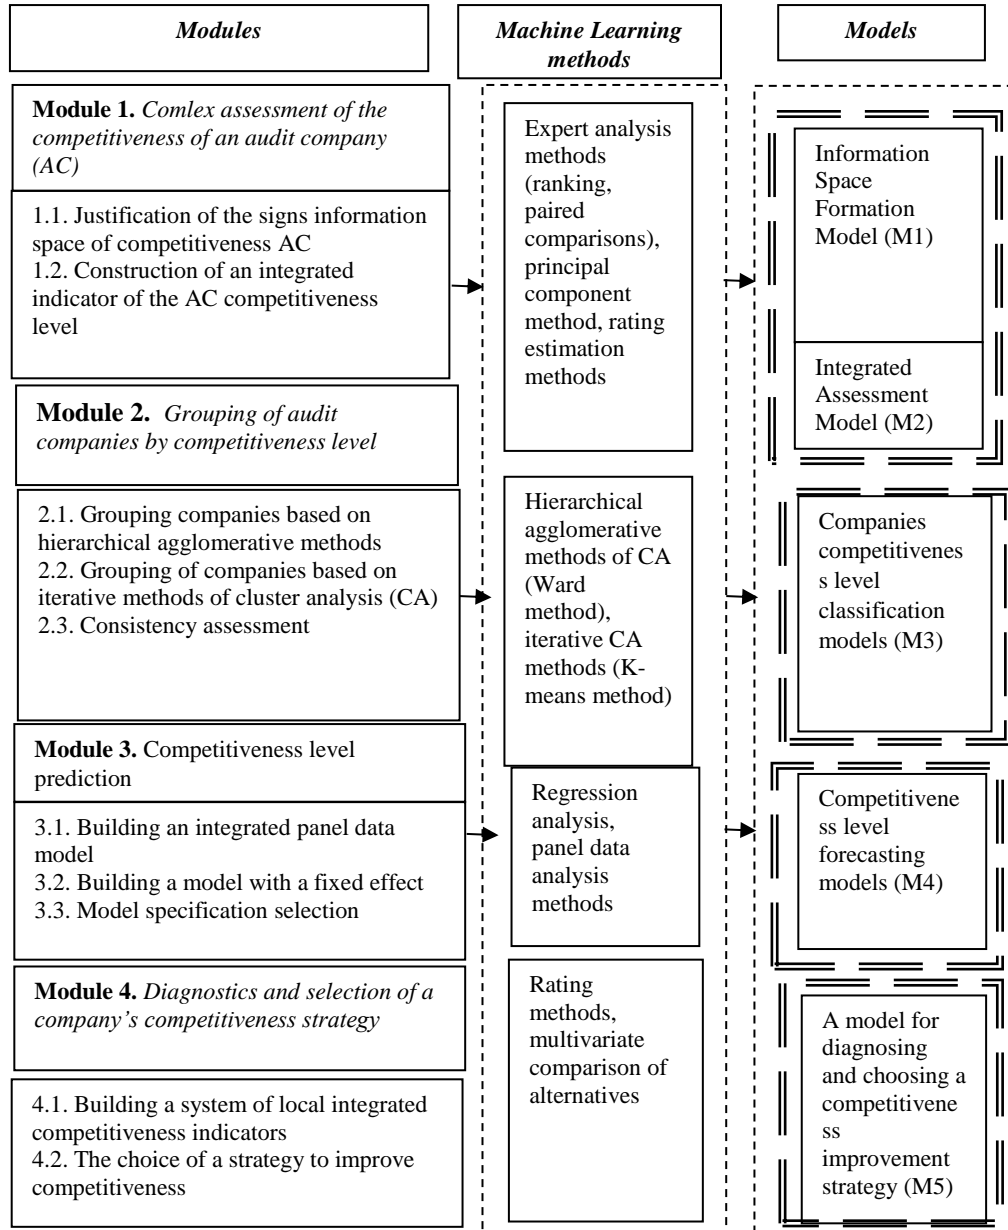 Modules
Machine Learning
methods
Models
Module 1. Comlex assessment of the
competitiveness of an audit company
(AC)
1.1. Justification of the signs information
space of competitiveness AC
1.2. Construction of an integrated
indicator of the AC competitiveness
level
Expert analysis
methods
(ranking,
paired
comparisons),
principal
component
method, rating
estimation
methods
Information
Space
Formation
Model (M1)
Integrated
Assessment
Model (M2)
Module 2. Grouping of audit
companies by competitiveness level
2.1. Grouping companies based on
hierarchical agglomerative methods
2.2. Grouping of companies based on
iterative methods of cluster analysis (CA)
2.3. Consistency assessment
Hierarchical
agglomerative
methods of CA
(Ward
method),
iterative CA
methods (K-
means method)
Companies
competitivenes
s level
classification
models (M3)
Module 3. Competitiveness level
prediction
3.1. Building an integrated panel data
model
3.2. Building a model with a fixed effect
3.3. Model specification selection
Regression
analysis,
panel data
analysis
methods
Competitivene
ss level
forecasting
models (M4)
Module 4. Diagnostics and selection of a
company's competitiveness strategy
4.1. Building a system of local integrated
competitiveness indicators
4.2. The choice of a strategy to improve
competitiveness
Rating
methods,
multivariate
comparison of
alternatives
A model for
diagnosing
and choosing a
competitivene
ss
improvement
strategy (M5)